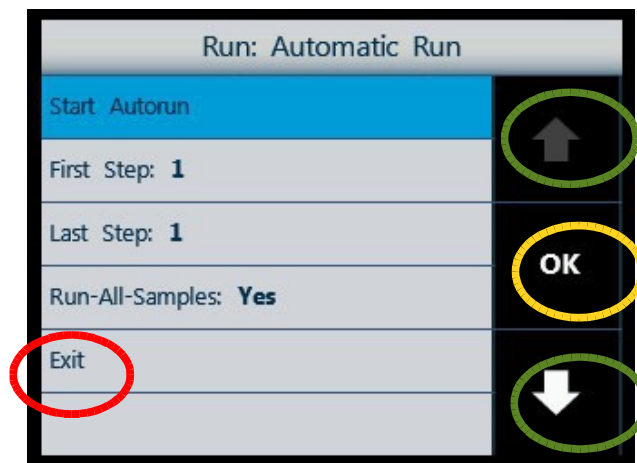 Run: Automatic Run
Start Autorun
First Step: 1
Last Step: 1
OK
Run-All-Samples: Yes
Exit